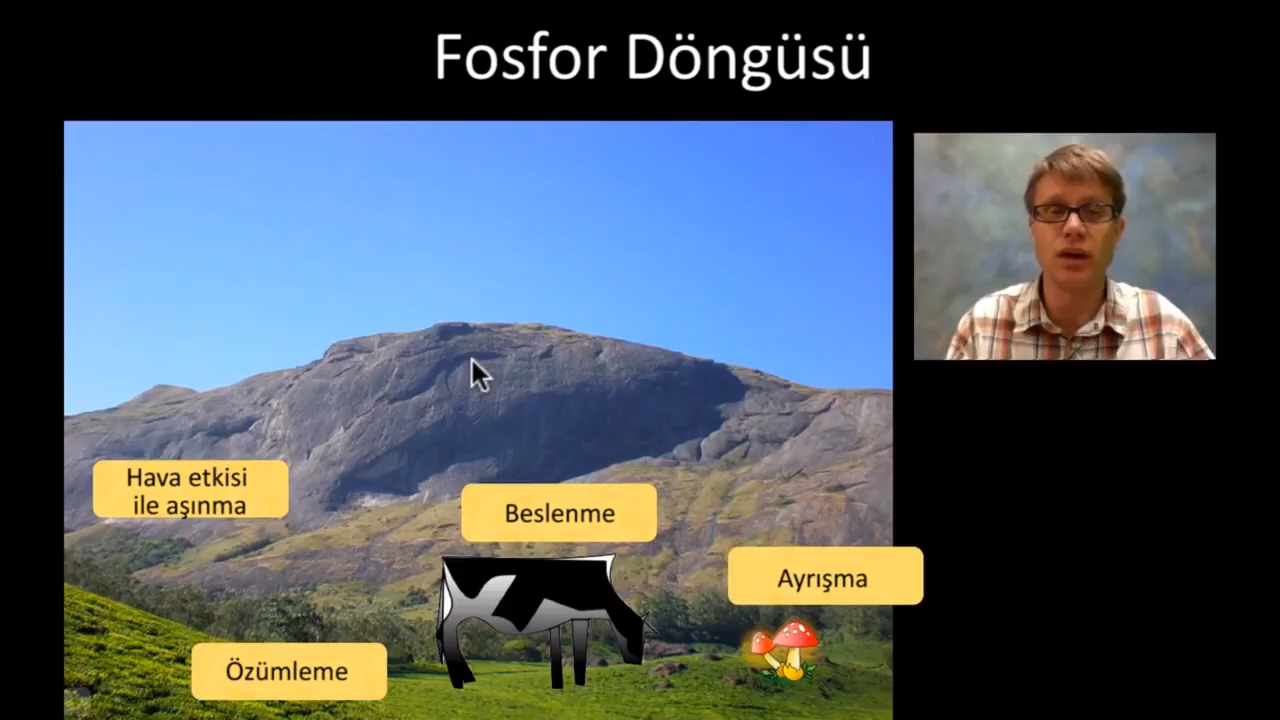 Fosfor Döngüsü
Hava etkisi
ile aşınma
Beslenme
Ayrışma
Özümleme